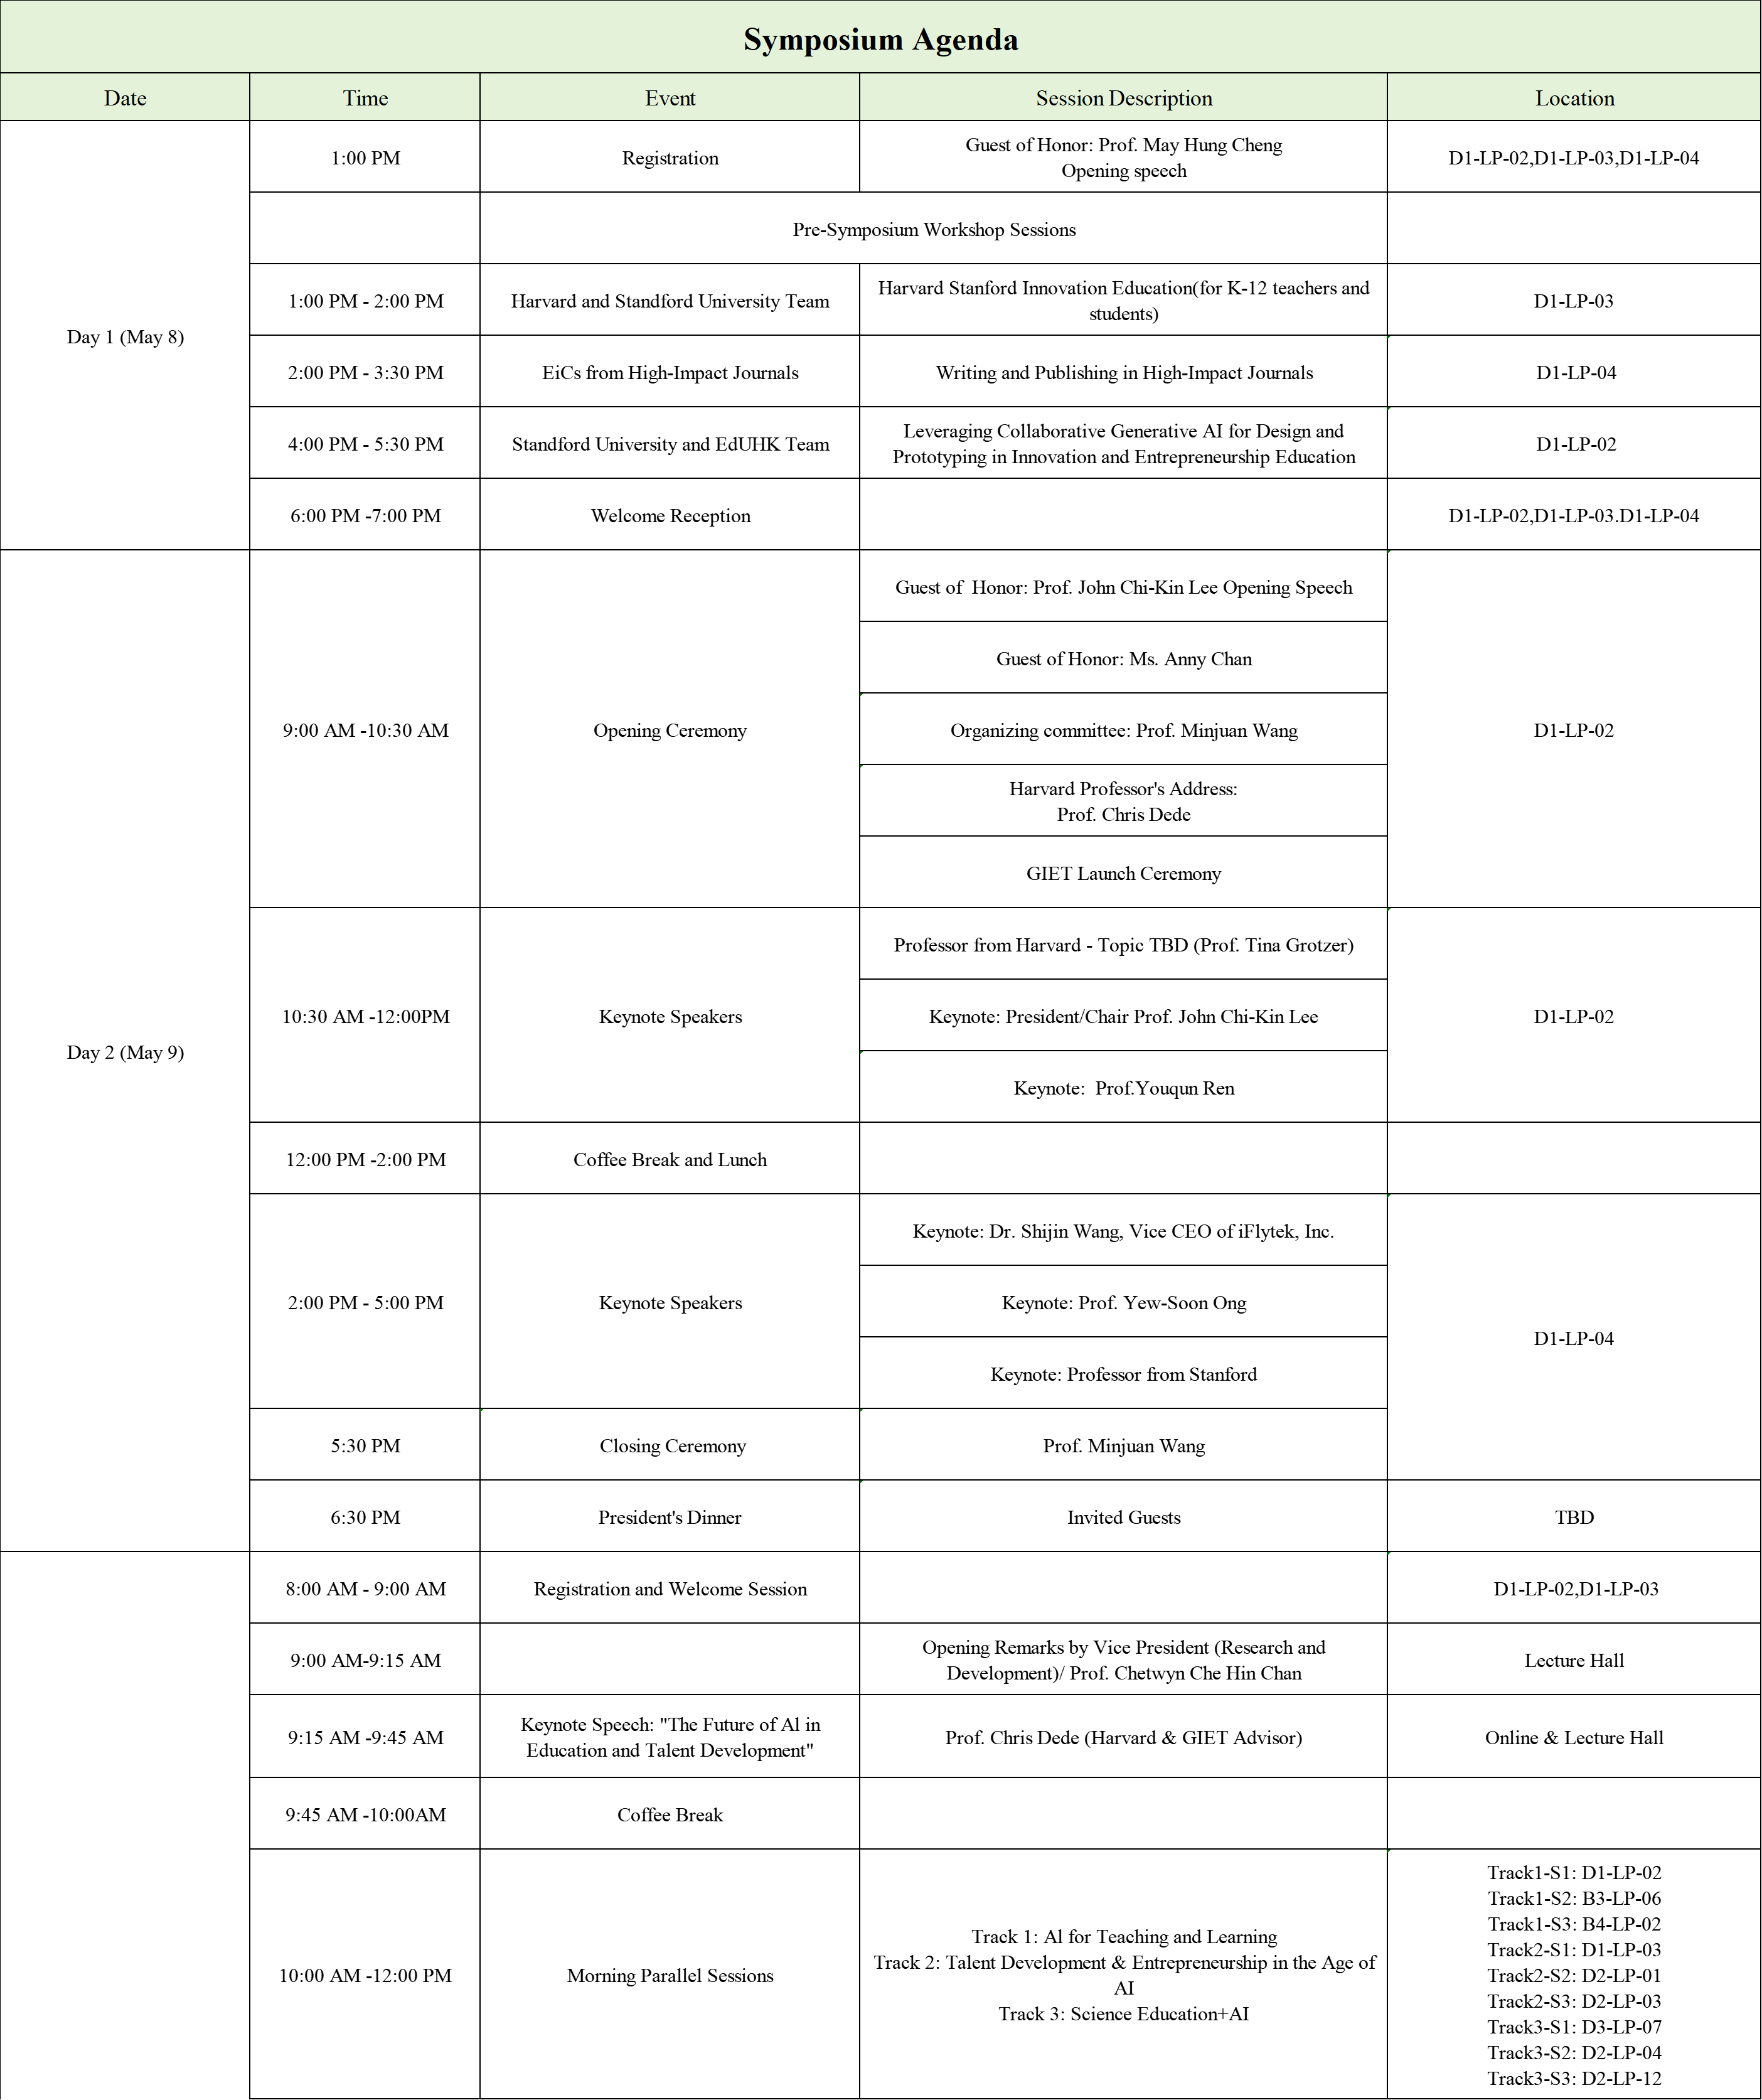 Symposium Agenda
Date
Time
Event
Session Description
Location
Day 1 (May 8)
1:00 PM
Registration
Guest of Honor: Prof. May Hung Cheng
Opening speech
D1-LP-02,D1-LP-03,D1-LP-04
Pre-Symposium Workshop Sessions
1:00 PM - 2:00 PM
Harvard and Standford University Team
Harvard Stanford Innovation Education(for K-12 teachers and
students)
D1-LP-03
2:00 PM - 3:30 PM
EiCs from High-Impact Journals
Writing and Publishing in High-Impact Journals
D1-LP-04
4:00 PM - 5:30 PM
Standford University and EdUHK Team
Leveraging Collaborative Generative AI for Design and
Prototyping in Innovation and Entrepreneurship Education
D1-LP-02
6:00 PM -7:00 PM
Welcome Reception
D1-LP-02,D1-LP-03.D1-LP-04
Day 2 (May 9)
9:00 AM -10:30 AM
Opening Ceremony
Guest of  Honor: Prof. John Chi-Kin Lee Opening Speech
Guest of Honor: Ms. Anny Chan
Organizing committee: Prof. Minjuan Wang
Harvard Professor's Address:
Prof. Chris Dede
GIET Launch Ceremony
D1-LP-02
10:30 AM -12:00PM
Keynote Speakers
Professor from Harvard - Topic TBD (Prof. Tina Grotzer)
Keynote: President/Chair Prof. John Chi-Kin Lee
Keynote:  Prof.Youqun Ren
D1-LP-02
12:00 PM -2:00 PM
Coffee Break and Lunch
2:00 PM - 5:00 PM
Keynote Speakers
Keynote: Dr. Shijin Wang, Vice CEO of iFlytek, Inc.
Keynote: Prof. Yew-Soon Ong
Keynote: Professor from Stanford
D1-LP-04
5:30 PM
Closing Ceremony
Prof. Minjuan Wang
6:30 PM
President's Dinner
Invited Guests
TBD
8:00 AM - 9:00 AM
Registration and Welcome Session
D1-LP-02,D1-LP-03
9:00 AM-9:15 AM
Opening Remarks by Vice President (Research and
Development)/ Prof. Chetwyn Che Hin Chan
Lecture Hall
9:15 AM -9:45 AM
Keynote Speech: "The Future of Al in
Education and Talent Development"
Prof. Chris Dede (Harvard & GIET Advisor)
Online & Lecture Hall
9:45 AM -10:00AM
Coffee Break
10:00 AM -12:00 PM
Morning Parallel Sessions
Track 1: Al for Teaching and Learning
Track 2: Talent Development & Entrepreneurship in the Age of
AI
Track 3: Science Education+AI
Track1-S1: D1-LP-02
Track1-S2: B3-LP-06
Track1-S3: B4-LP-02
Track2-S1: D1-LP-03
Track2-S2: D2-LP-01
Track2-S3: D2-LP-03
Track3-S1: D3-LP-07
Track3-S2: D2-LP-04
Track3-S3: D2-LP-12